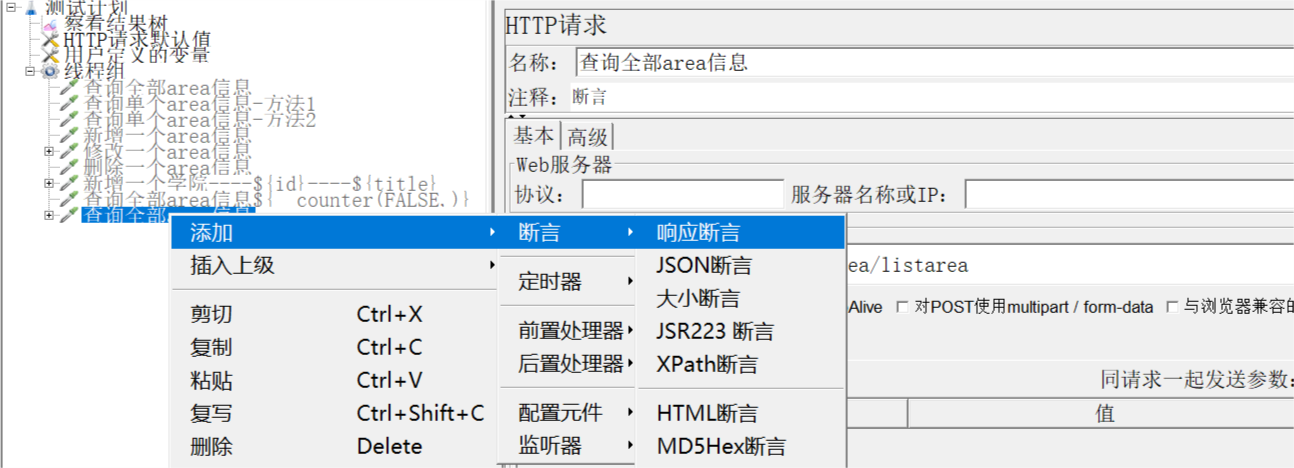 测试计划
察看结果树
HTTP请求默认值
用户定义的变量
线程组
查询全部area信息
查询单个area信息-方法1
查询单个area信息-方法2
新增一个area信息
修改一个area信息
删除一个area信息
新增一个学院----${id}----${title}
查询全部area信息${__counter(FALSE,)}
查询全部area信息
HTTP请求
名称：
查询全部area信息
注释：
断言
基本
高级
Web服务器
协议：
服务器名称或IP：
ea/listarea
Alive
对POST使用multipart / form-data
与浏览器兼容的
同请求一起发送参数：
值
添加
插入上级
剪切 Ctrl+X
复制 Ctrl+C
粘贴 Ctrl+V
复写 Ctrl+Shift+C
删除 Delete
断言
定时器
前置处理器
后置处理器
配置元件
监听器
响应断言
JSON断言
大小断言
JSR223 断言
XPath断言
HTML断言
MD5Hex断言